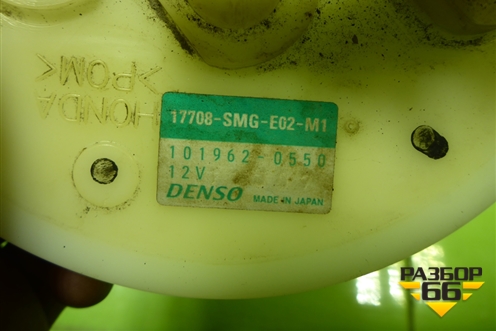 HONDA
>POM<
17708-SMG-E02-M1
101962-0550
12V
DENSO MADE IN JAPAN
РАЗБОР
66